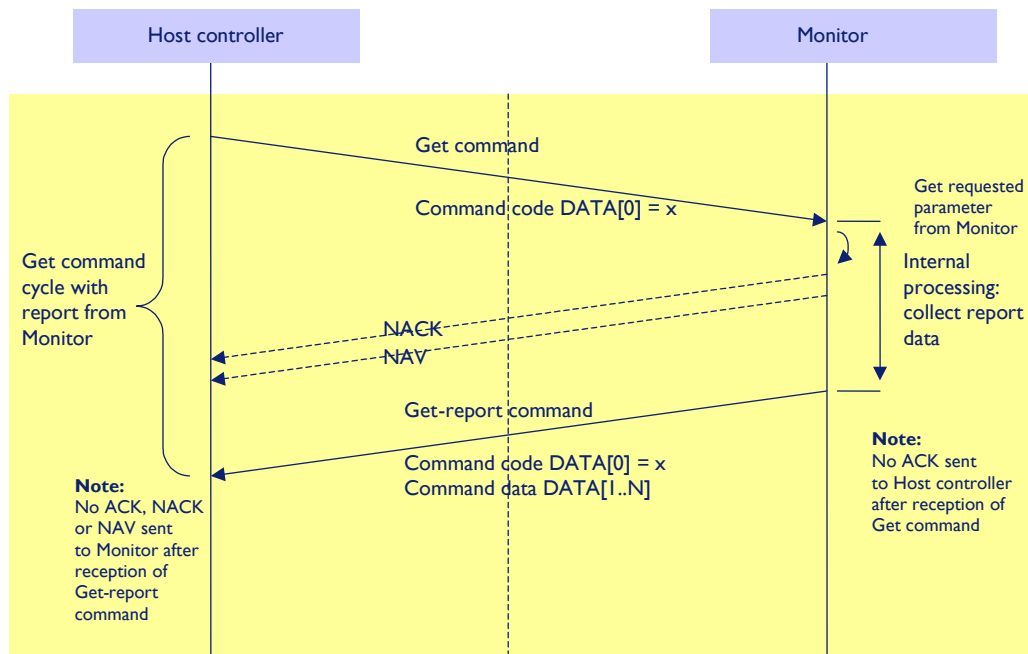 Host controller
Monitor
Get command
Command code DATA[0] = x
Get requested
parameter
from Monitor
Get command
cycle with
report from
Monitor
Internal
processing:
collect report
data
NACK
NAV
Get-report command
Command code DATA[0] = x
Command data DATA[1..N]
Note:
No ACK sent
to Host controller
after reception of
Get command
Note:
No ACK, NACK
or NAV sent
to Monitor after
reception of
Get-report
command